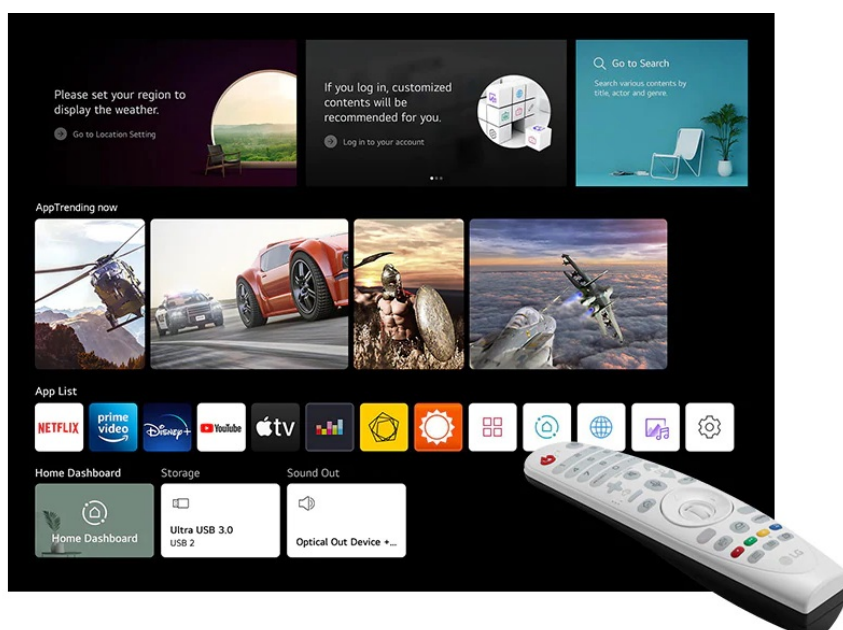 Please set your region to
display the weather.
Go to Location Setting
If you log in, customized
contents will be
recommended for you.
Log in to your account
Go to Search
Search various contents by
title, actor and genre.
AppTrending now
App List
NETFLIX
prime
video
Disney+
YouTube
tv
Home Dashboard
Storage
Sound Out
Home Dashboard
Ultra USB 3.0
USB 2
Optical Out Device +...
LG